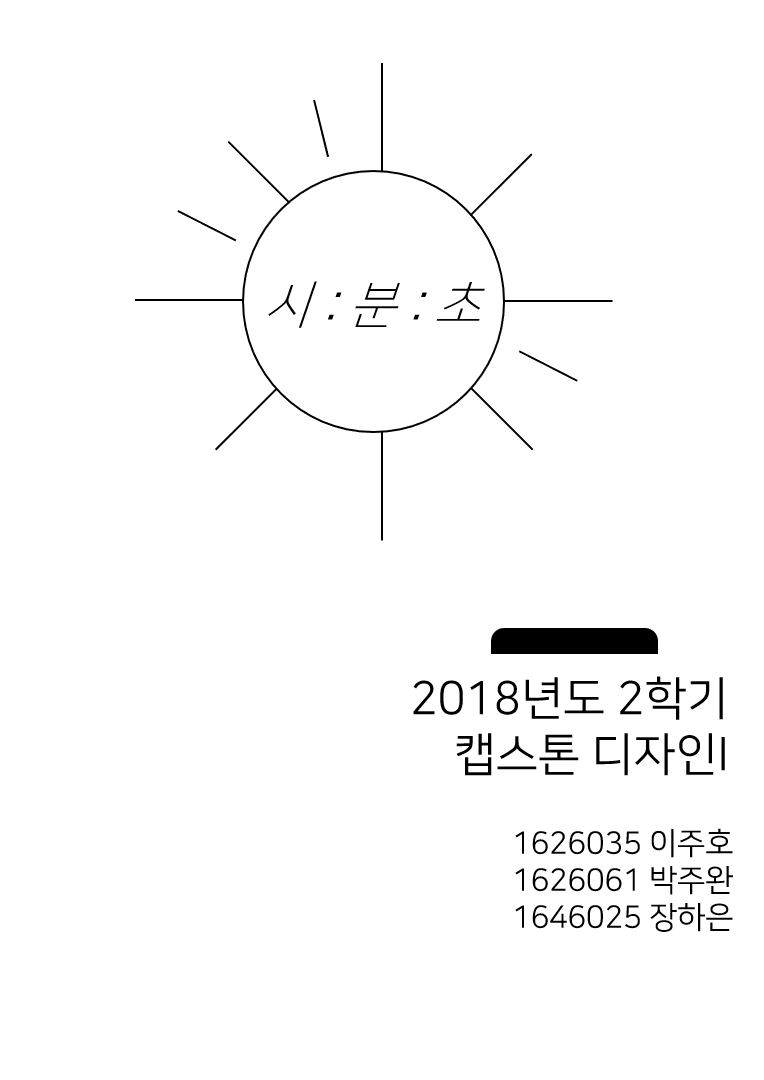 시 : 분 : 초
2018년도 2학기
캡스톤 디자인I
1626035 이주호
1626061 박주완
1646025 장하은